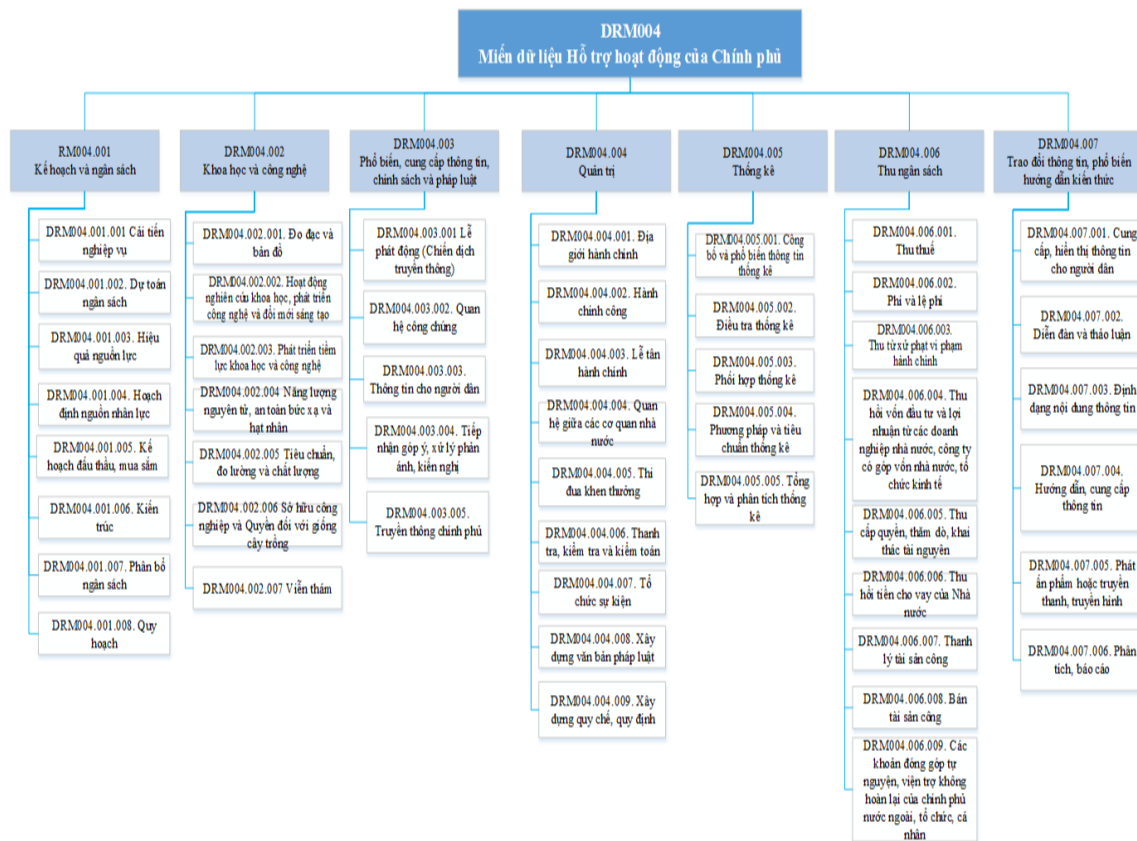 DRM004
Miến dữ liệu Hỗ trợ hoạt động của Chính phủ
RM004.001
Kế hoạch và ngân sách
DRM004.001.001 Cải tiến
nghiệp vụ
DRM004.001.002. Dự toán
ngân sách
DRM004.001.003. Hiệu
quả nguồn lực
DRM004.001.004. Hoạch
định nguồn nhân lực
DRM004.001.005. Kế
hoạch đấu thầu, mua sắm
DRM004.001.006. Kiến
trúc
DRM004.001.007. Phân bổ
ngân sách
DRM004.001.008. Quy
hoạch
DRM004.002
Khoa học và công nghệ
DRM004.002.001. Đo đạc và
bản đồ
DRM004.002.002. Hoạt động
nghiên cứu khoa học, phát triển
công nghệ và đổi mới sáng tạo
DRM004.002.003. Phát triển tiềm
lực khoa học và công nghệ
DRM004.002.004 Năng lượng
nguyên tử, an toàn bức xạ và
hạt nhân
DRM004.002.005 Tiêu chuẩn,
đo lường và chất lượng
DRM004.002.006 Sở hữu công
nghiệp và Quyền đối với giống
cây trồng
DRM004.002.007 Viễn thám
DRM004.003
Phổ biến, cung cấp thông tin,
chính sách và pháp luật
DRM004.003.001 Lễ
phát động (Chiến dịch
truyền thông)
DRM004.003.002. Quan
hệ công chúng
DRM004.003.003.
Thông tin cho người dân
DRM004.003.004. Tiếp
nhận góp ý, xử lý phản
ánh, kiến nghị
DRM004.003.005.
Truyền thông chính phủ
DRM004.004
Quản trị
DRM004.004.001. Địa
giới hành chính
DRM004.004.002. Hành
chính công
DRM004.004.003. Lễ tân
hành chính
DRM004.004.004. Quan
hệ giữa các cơ quan nhà
nước
DRM004.004.005. Thi
đua khen thưởng
DRM004.004.006. Thanh
tra, kiểm tra và kiểm toán
DRM004.004.007. Tổ
chức sự kiện
DRM004.004.008. Xây
dựng văn bản pháp luật
DRM004.004.009. Xây
dựng quy chế, quy định
DRM004.005
Thống kê
DRM004.005.001. Công
bố và phổ biến thông tin
thống kê
DRM004.005.002.
Điều tra thống kê
DRM004.005.003.
Phối hợp thống kê
DRM004.005.004.
Phương pháp và tiêu
chuẩn thống kê
DRM004.005.005. Tổng
hợp và phân tích thống
kê
DRM004.006
Thu ngân sách
DRM004.006.001.
Thu thuế
DRM004.006.002.
Phí và lệ phí
DRM004.006.003.
Thu từ xử phạt vi phạm
hành chính
DRM004.006.004. Thu
hồi vốn đầu tư và lợi
nhuận từ các doanh
nghiệp nhà nước, công ty
có góp vốn nhà nước, tổ
chức kinh tế
DRM004.006.005. Thu
cấp quyền, thăm dò, khai
thác tài nguyên
DRM004.006.006. Thu
hồi tiền cho vay của Nhà
nước
DRM004.006.007. Thanh
lý tài sản công
DRM004.006.008. Bán
tài sản công
DRM004.006.009. Các
khoản đóng góp tự
nguyện, viện trợ không
hoàn lại của chính phủ
nước ngoài, tổ chức, cá
nhân
DRM004.007
Trao đổi thông tin, phổ biến
hướng dẫn kiến thức
DRM004.007.001. Cung
cấp, hiển thị thông tin
cho người dân
DRM004.007.002.
Diễn đàn và thảo luận
DRM004.007.003. Định
dạng nội dung thông tin
DRM004.007.004.
Hướng dẫn, cung cấp
thông tin
DRM004.007.005. Phát
ấn phẩm hoặc truyền
thanh, truyền hình
DRM004.007.006. Phân
tích, báo cáo